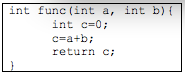 int func(int a, int b){
int c=0;
c=a+b;
return c;
}